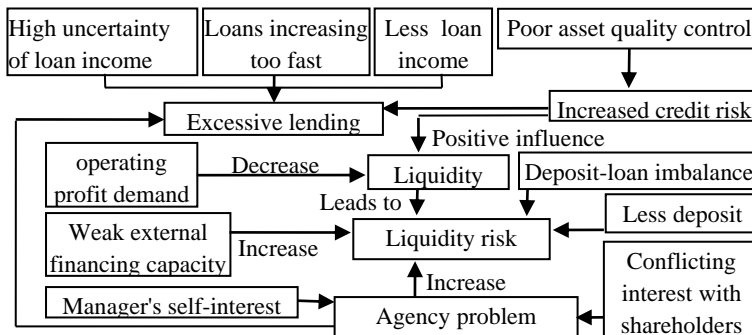 High uncertainty
of loan income
Loans increasing
too fast
Less loan
income
Poor asset quality control
Excessive lending
Increased credit risk
Positive influence
operating
profit demand
Decrease
Liquidity
Deposit-loan imbalance
Leads to
Less deposit
Weak external
financing capacity
Increase
Liquidity risk
Increase
Conflicting
interest with
shareholders
Manager's self-interest
Agency problem